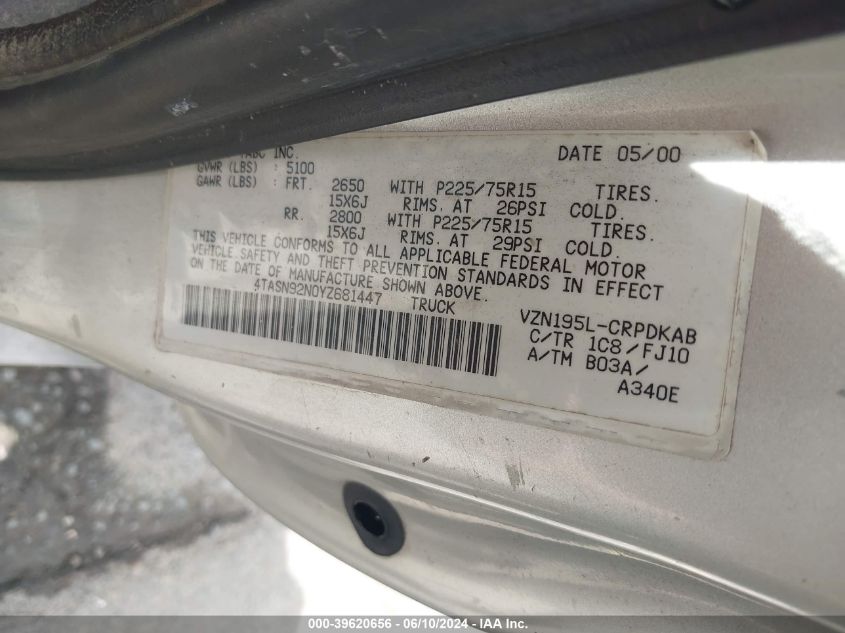 INC. DATE 05/00
GVWR (LBS) : 5100
GAWR (LBS) : FRT. 2650 WITH P225/75R15 TIRES.
15X6J RIMS. AT 26PSI COLD.
RR. 2800 WITH P225/75R15 TIRES.
15X6J RIMS. AT 29PSI COLD.
THIS VEHICLE CONFORMS TO ALL APPLICABLE FEDERAL MOTOR
VEHICLE SAFETY AND THEFT PREVENTION STANDARDS IN EFFECT
ON THE DATE OF MANUFACTURE SHOWN ABOVE.
4TASN92N0YZ681447 TRUCK
VZN195L-CRPDKAB
C/TR 1C8/FJ10
A/TM B03A/
A340E
000-39620656 - 06/10/2024 - IAA Inc.